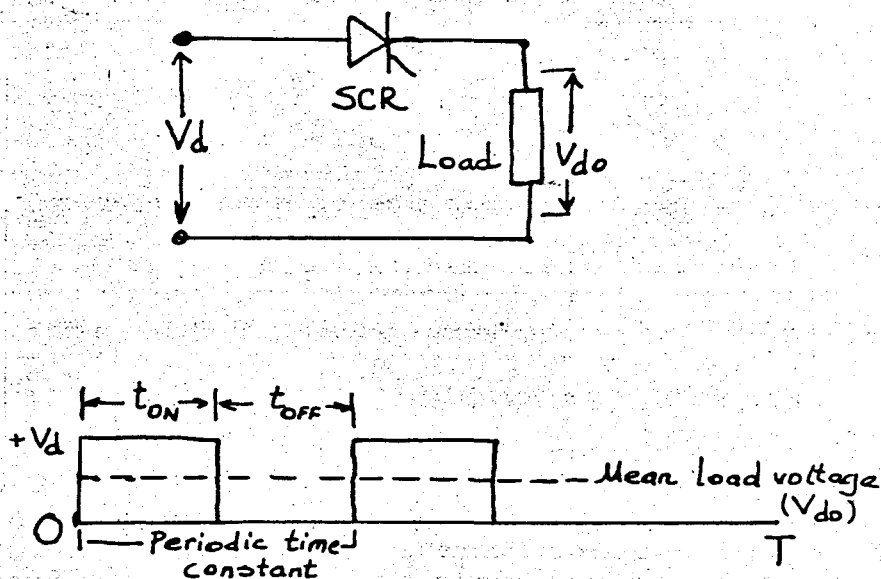 SCR
Vd
Load
Vdo
tON
tOFF
+Vd
Mean load voltage
(Vdo)
O
Periodic time
constant
T